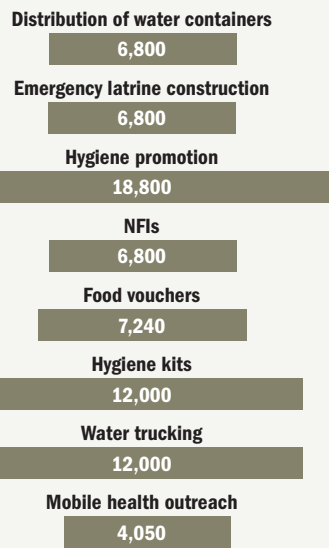 Distribution of water containers
6,800
Emergency latrine construction
6,800
Hygiene promotion
18,800
NFIs
6,800
Food vouchers
7,240
Hygiene kits
12,000
Water trucking
12,000
Mobile health outreach
4,050